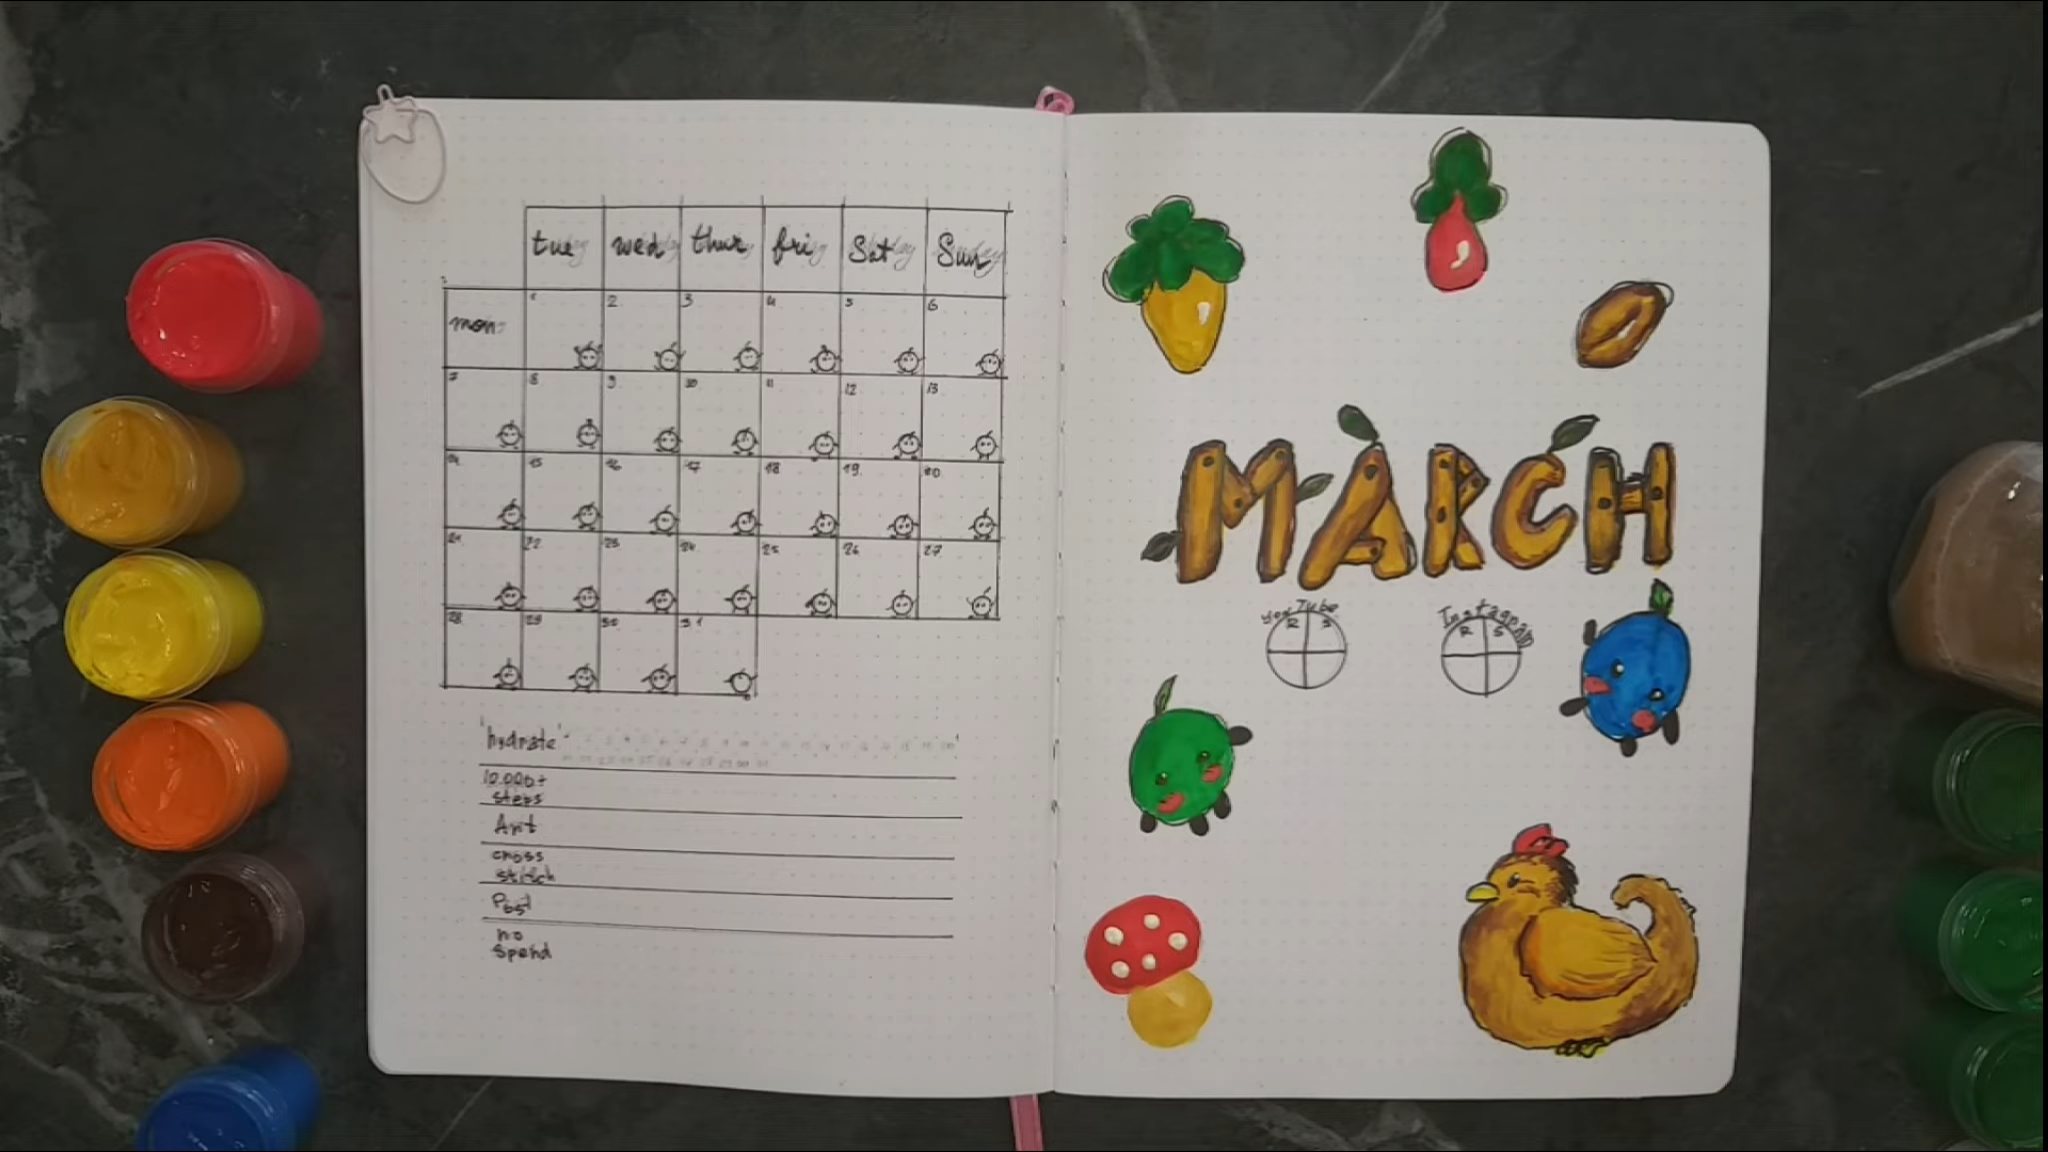 tue wed thur fri Sat Sun
mon 1 2 3 4 5 6
7 8 9 10 11 12 13
14 15 16 17 18 19 20
21 22 23 24 25 26 27
28 29 30 31
hydrate
10.000+
steps
Art
cross
stitch
Post
no
spend
MARCH
YouTube Instagram
R S R S